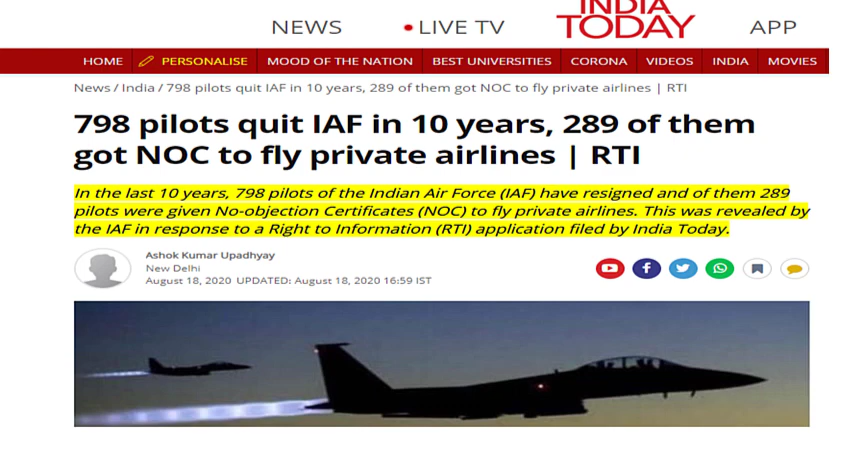 INDIA
TODAY
NEWS
LIVE TV
APP
HOME PERSONALISE MOOD OF THE NATION BEST UNIVERSITIES CORONA VIDEOS INDIA MOVIES
News / India / 798 pilots quit IAF in 10 years, 289 of them got NOC to fly private airlines | RTI
798 pilots quit IAF in 10 years, 289 of them
got NOC to fly private airlines | RTI
In the last 10 years, 798 pilots of the Indian Air Force (IAF) have resigned and of them 289
pilots were given No-objection Certificates (NOC) to fly private airlines. This was revealed by
the IAF in response to a Right to Information (RTI) application filed by India Today.
Ashok Kumar Upadhyay
New Delhi
August 18, 2020 UPDATED: August 18, 2020 16:59 IST